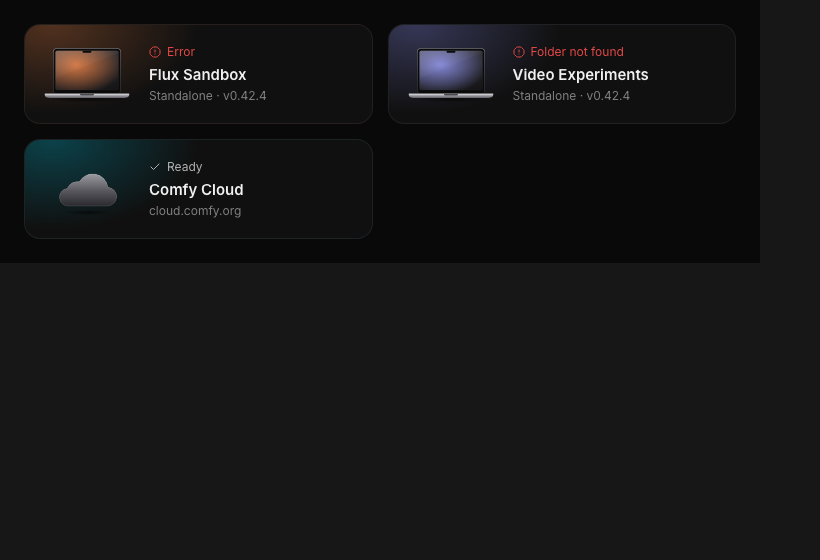 Error
Flux Sandbox
Standalone · v0.42.4
Folder not found
Video Experiments
Standalone · v0.42.4
Ready
Comfy Cloud
cloud.comfy.org